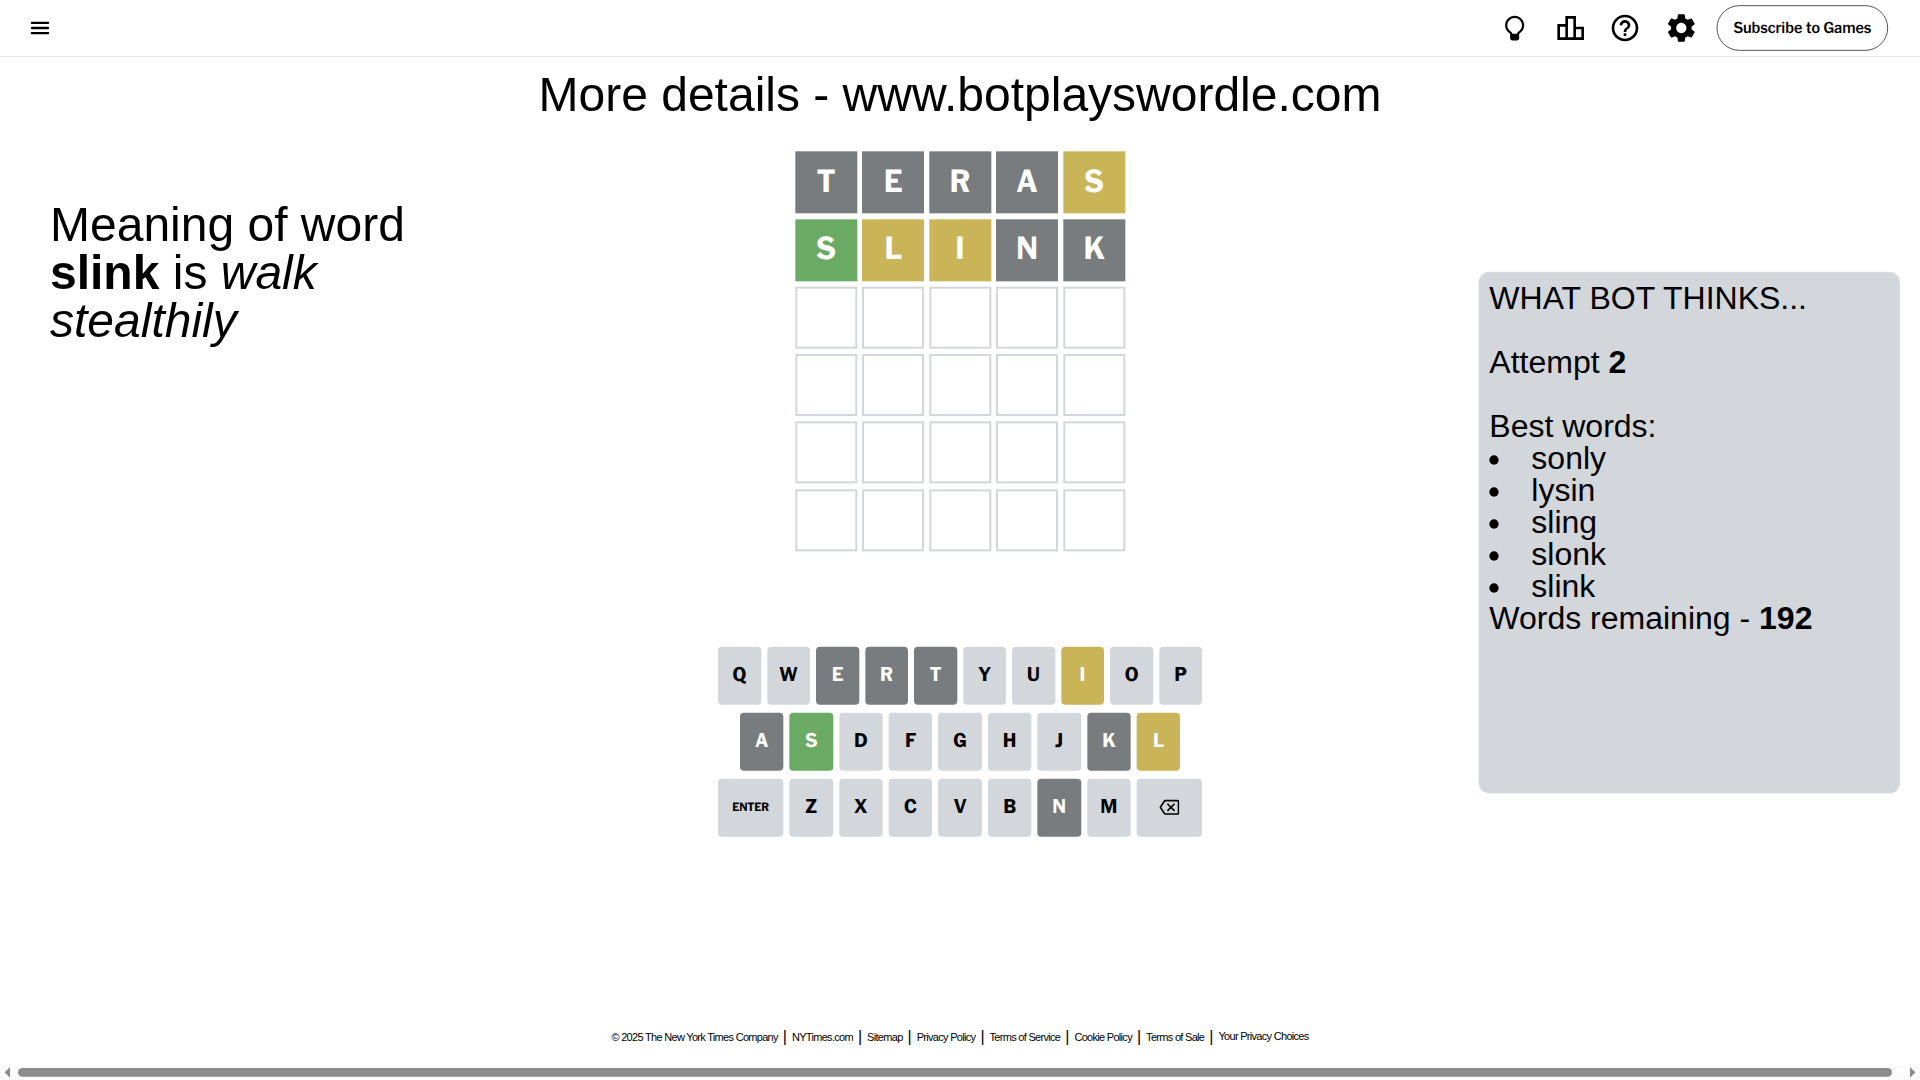 Subscribe to Games
More details - www.botplayswordle.com
Meaning of word
slink is walk
stealthily
T E R A S
S L I N K
WHAT BOT THINKS...
Attempt 2
Best words:
• sonly
• lysin
• sling
• slonk
• slink
Words remaining - 192
Q W E R T Y U I O P
A S D F G H J K L
ENTER Z X C V B N M
© 2025 The New York Times Company | NYTimes.com | Sitemap | Privacy Policy | Terms of Service | Cookie Policy | Terms of Sale | Your Privacy Choices